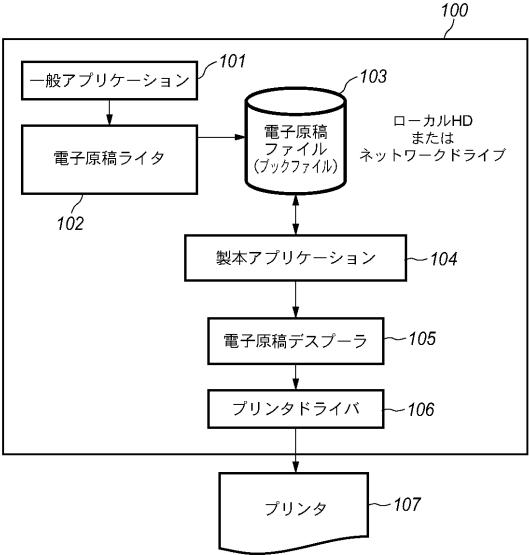 100
101
一般アプリケーション
103
電子原稿
ファイル
(ブックファイル)
ローカルHD
または
ネットワークドライブ
電子原稿ライタ
102
製本アプリケーション
104
電子原稿デスプーラ
105
プリンタドライバ
106
プリンタ
107